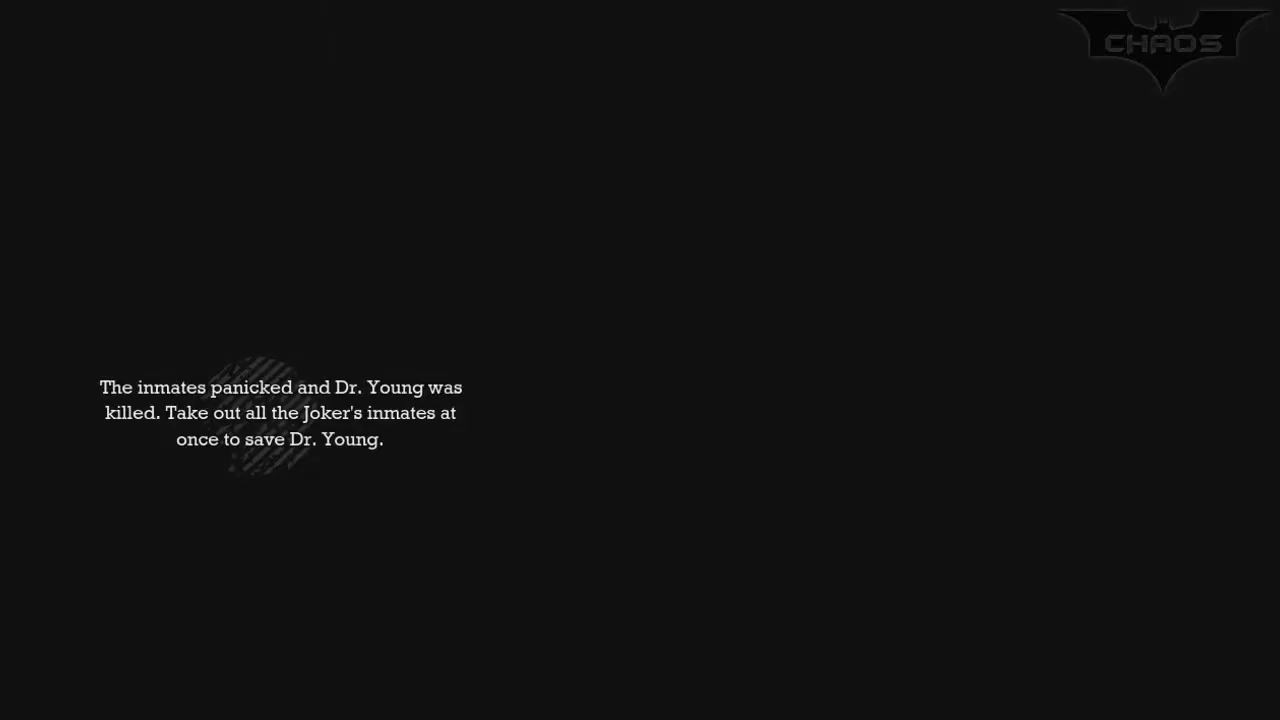 CHAOS
The inmates panicked and Dr. Young was
killed. Take out all the Joker's inmates at
once to save Dr. Young.